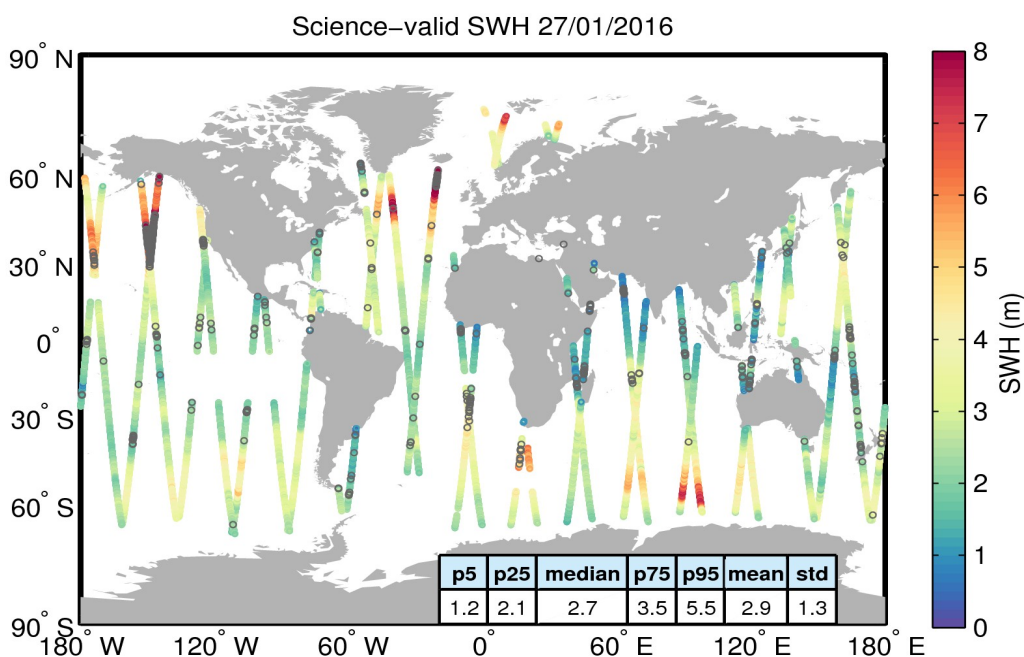 Science−valid SWH 27/01/2016
90° N
60° N
30° N
0°
30° S
60° S
90° S
180° W
120° W
60° W
0°
60° E
120° E
180° E
p5 p25 median p75 p95 mean std
1.2 2.1 2.7 3.5 5.5 2.9 1.3
8
7
6
5
4
3
2
1
0
SWH (m)